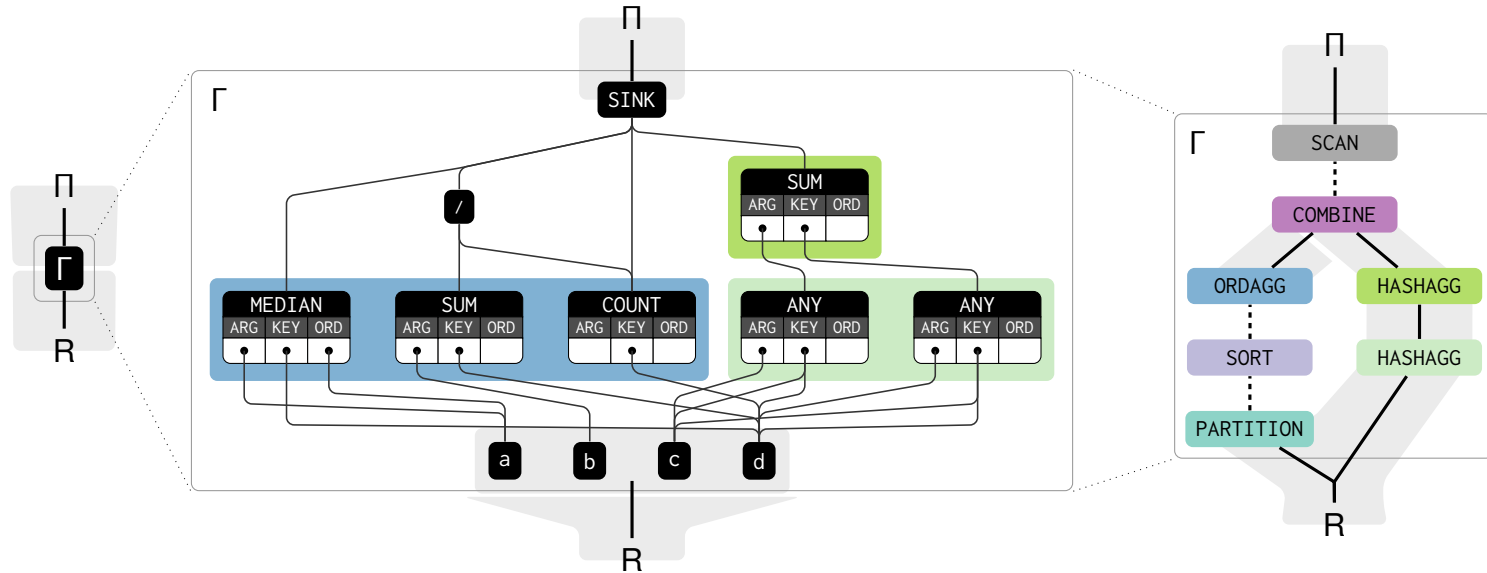 Π
Γ
R
Π
Γ
SINK
/
SUM
ARG KEY ORD
MEDIAN
ARG KEY ORD
SUM
ARG KEY ORD
COUNT
ARG KEY ORD
ANY
ARG KEY ORD
ANY
ARG KEY ORD
a b c d
R
Π
Γ
SCAN
COMBINE
ORDAGG HASHAGG
SORT HASHAGG
PARTITION
R